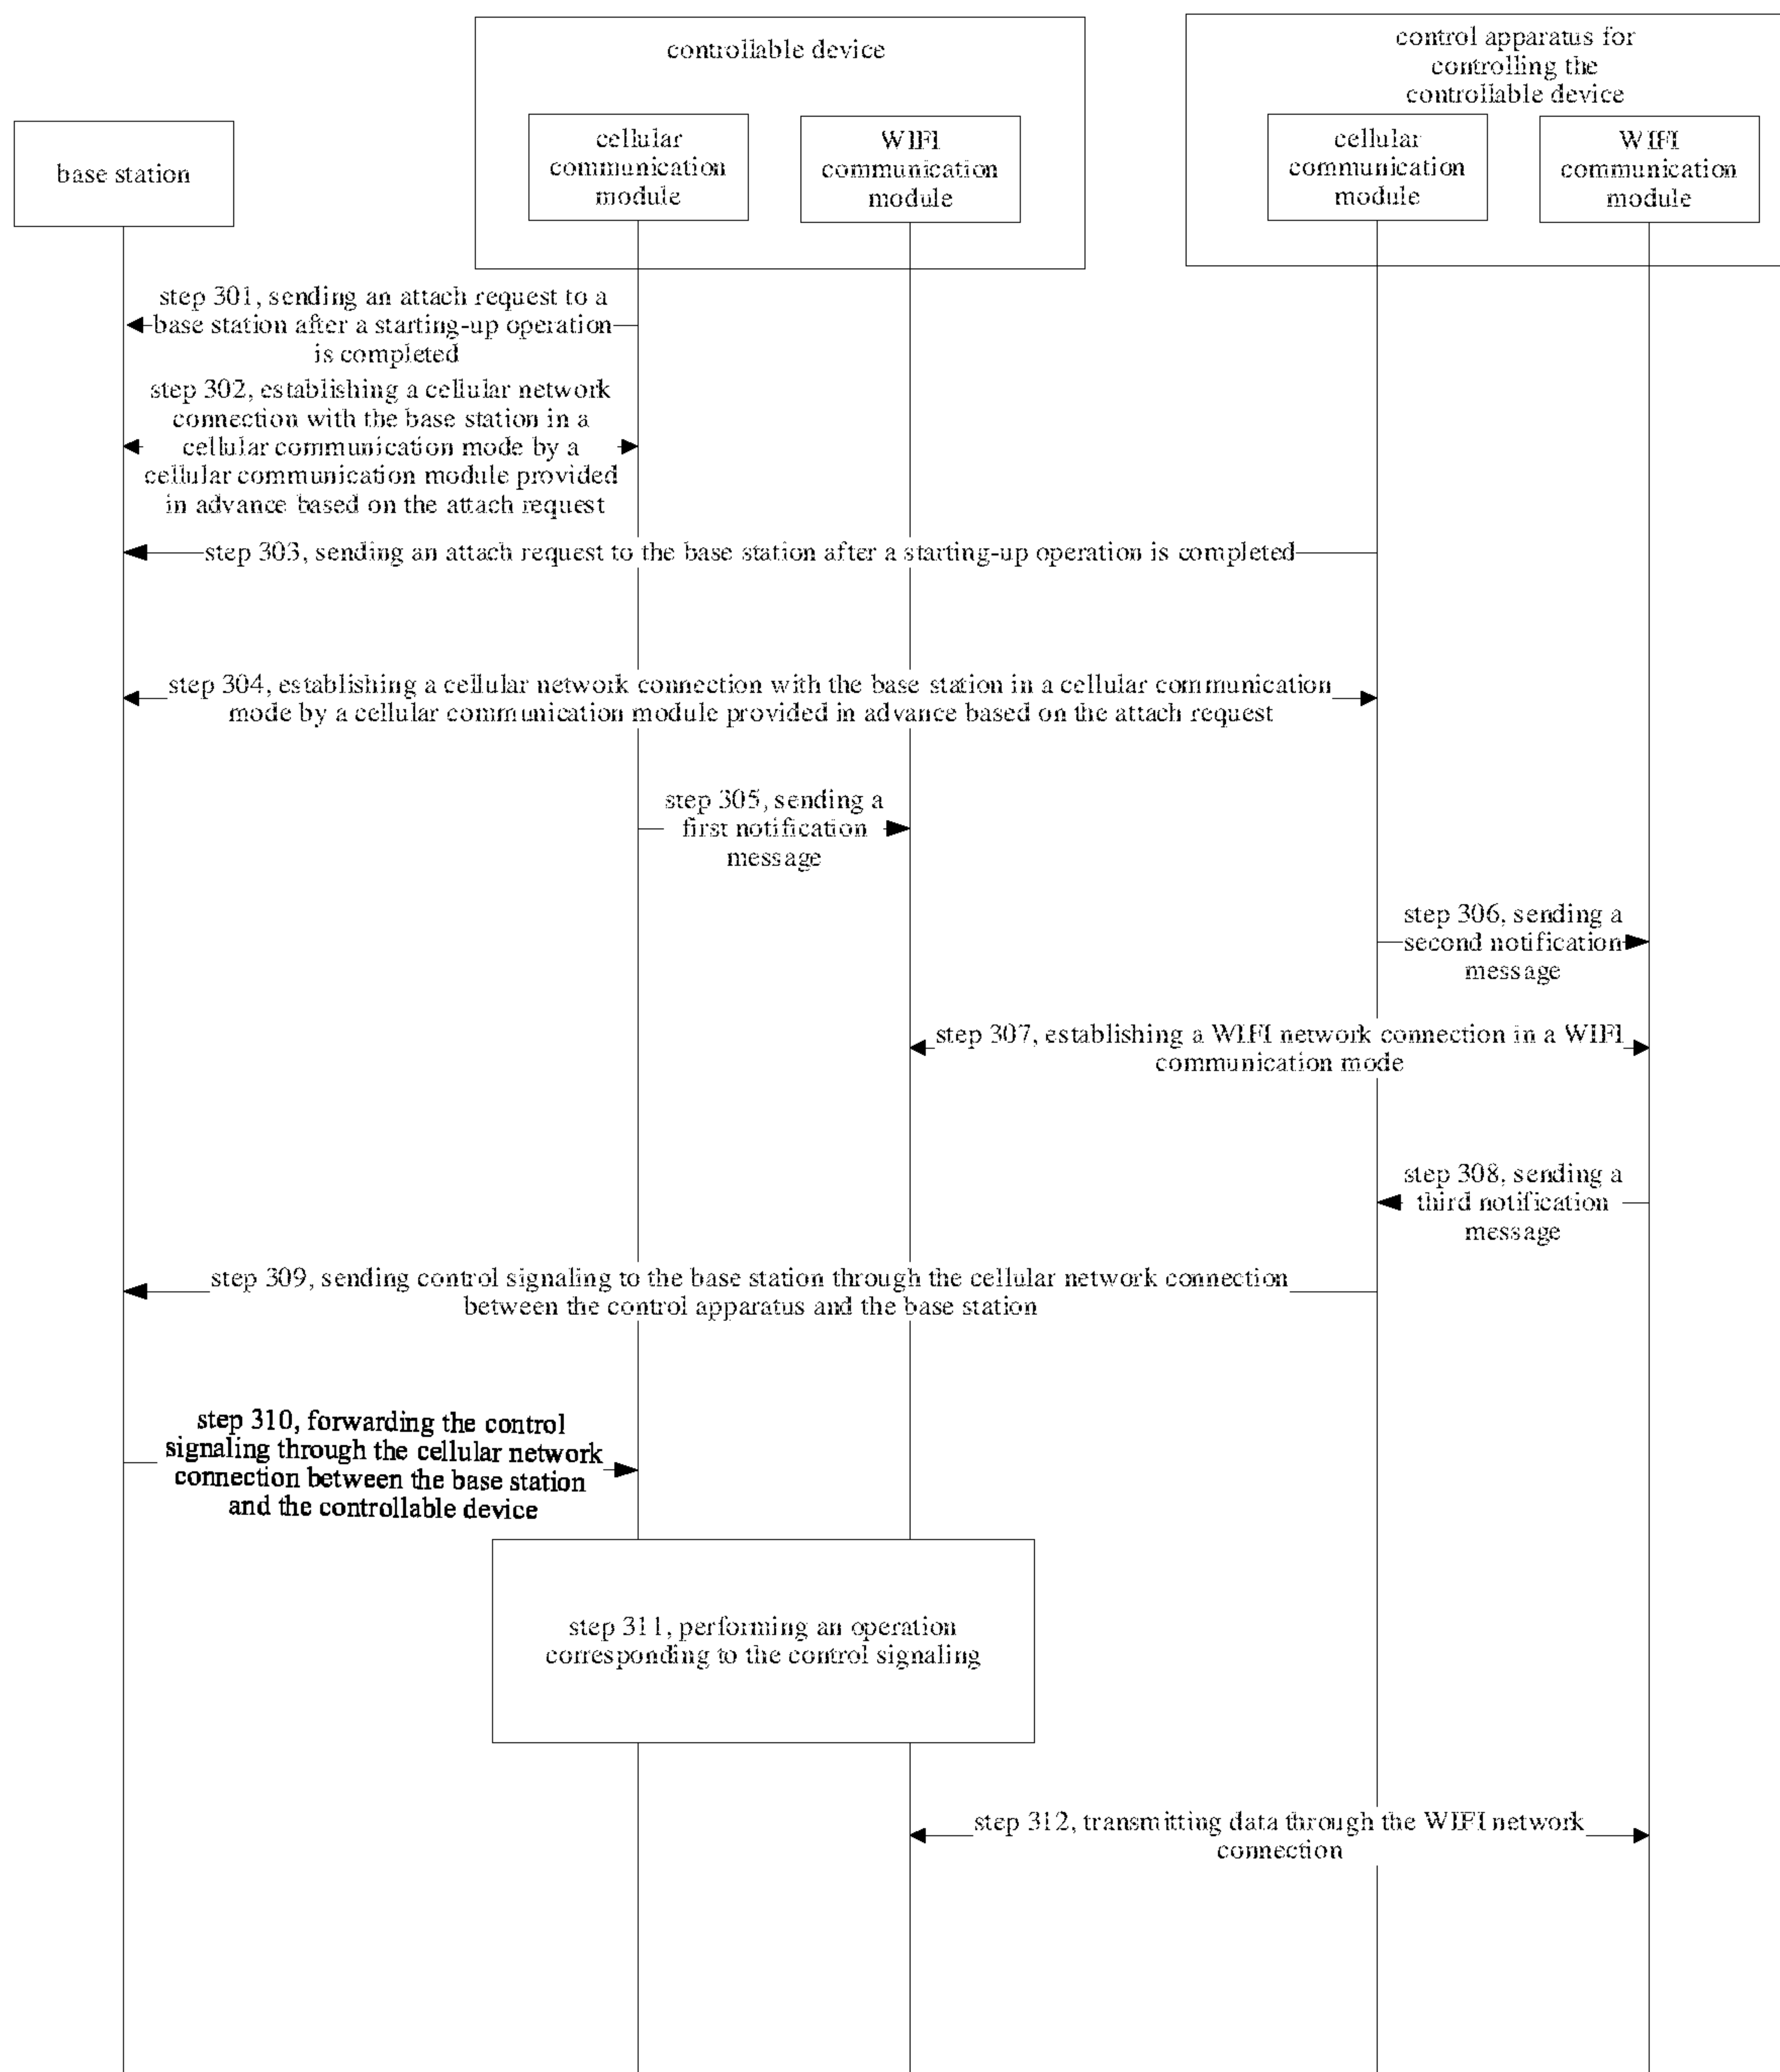 controllable device
control apparatus for
controlling the
controllable device
base station
cellular
communication
module
WIFI
communication
module
cellular
communication
module
WIFI
communication
module
step 301, sending an attach request to a
base station after a starting-up operation
is completed
step 302, establishing a cellular network
connection with the base station in a
cellular communication mode by a
cellular communication module provided
in advance based on the attach request
step 303, sending an attach request to the base station after a starting-up operation is completed
step 304, establishing a cellular network connection with the base station in a cellular communication
mode by a cellular communication module provided in advance based on the attach request
step 305, sending a
first notification
message
step 306, sending a
second notification
message
step 307, establishing a WIFI network connection in a WIFI
communication mode
step 308, sending a
third notification
message
step 309, sending control signaling to the base station through the cellular network connection
between the control apparatus and the base station
step 310, forwarding the control
signaling through the cellular network
connection between the base station
and the controllable device
step 311, performing an operation
corresponding to the control signaling
step 312, transmitting data through the WIFI network
connection